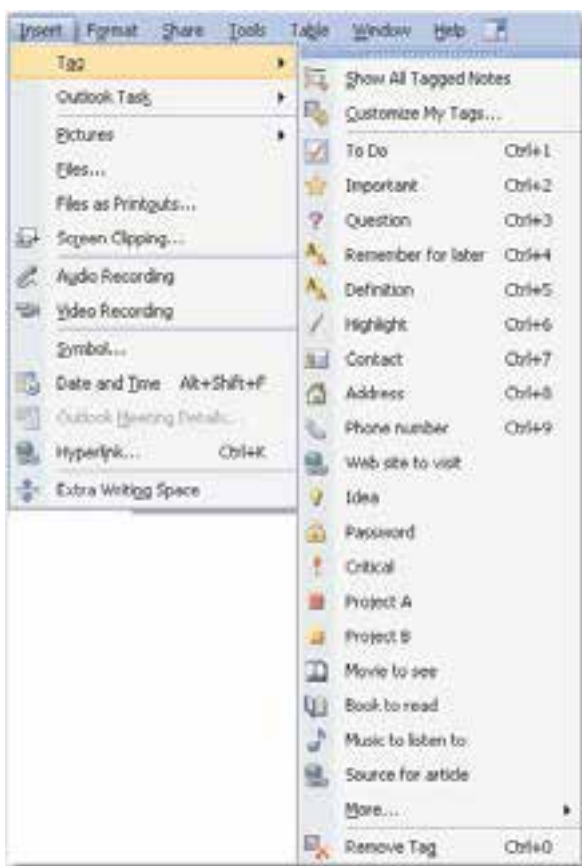 Insert Format Share Tools Table Window Help
Tag
Outlook Task
Pictures
Files...
Files as Printouts...
Screen Clipping...
Audio Recording
Video Recording
Symbol...
Date and Time Alt+Shift+F
Outlook Meeting Details...
Hyperlink... Ctrl+K
Extra Writing Space
Show All Tagged Notes
Customize My Tags...
To Do Ctrl+1
Important Ctrl+2
Question Ctrl+3
Remember for later Ctrl+4
Definition Ctrl+5
Highlight Ctrl+6
Contact Ctrl+7
Address Ctrl+8
Phone number Ctrl+9
Web site to visit
Idea
Password
Critical
Project A
Project B
Movie to see
Book to read
Music to listen to
Source for article
More...
Remove Tag Ctrl+0